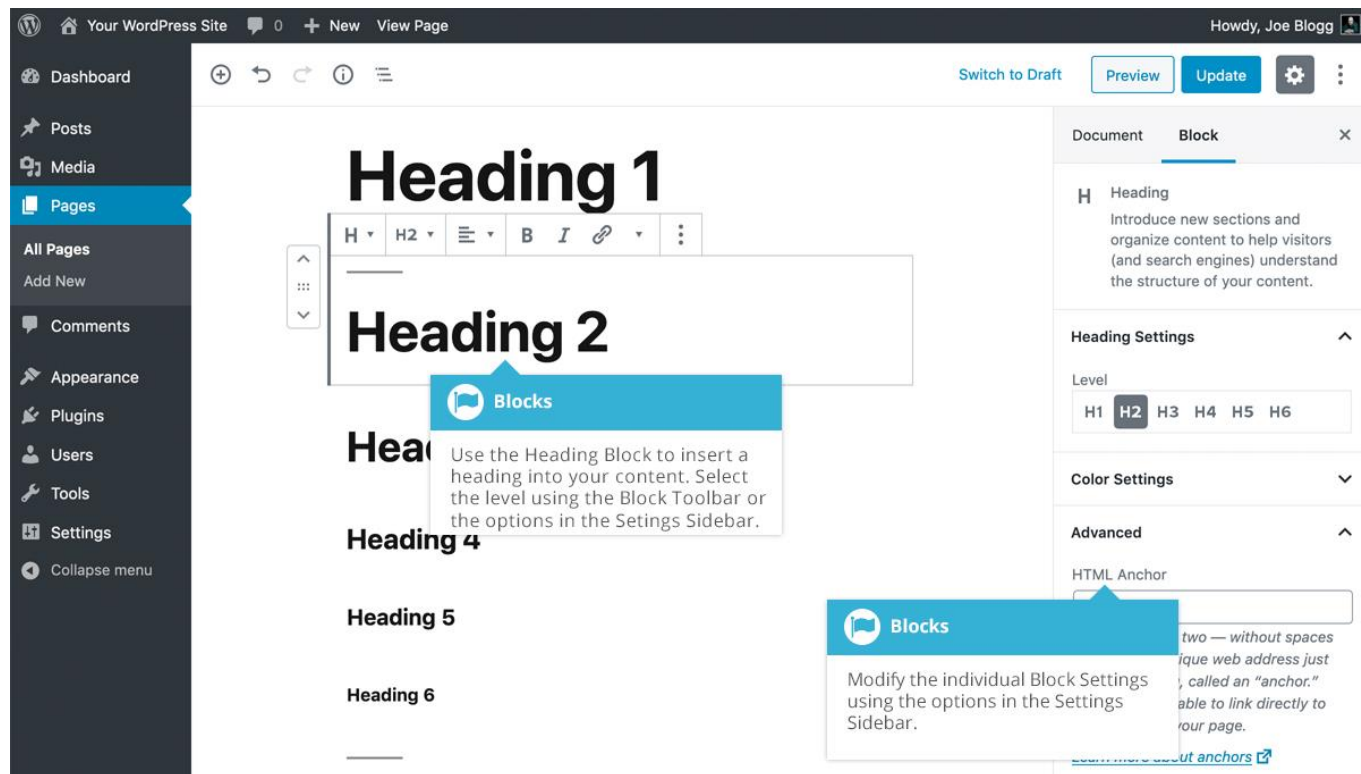 Your WordPress Site 0 New View Page Howdy, Joe Blogg
Dashboard
Posts
Media
Pages
All Pages
Add New
Comments
Appearance
Plugins
Users
Tools
Settings
Collapse menu
Switch to Draft Preview Update
Heading 1
H H2 B I
Heading 2
Blocks
Use the Heading Block to insert a
heading into your content. Select
the level using the Block Toolbar or
the options in the Setings Sidebar.
Heading 4
Heading 5
Heading 6
Document Block
H Heading
Introduce new sections and
organize content to help visitors
(and search engines) understand
the structure of your content.
Heading Settings
Level
H1 H2 H3 H4 H5 H6
Color Settings
Advanced
HTML Anchor
two — without spaces
web address just
called an “anchor.”
able to link directly to
your page.
Learn more about anchors
Blocks
Modify the individual Block Settings
using the options in the Settings
Sidebar.